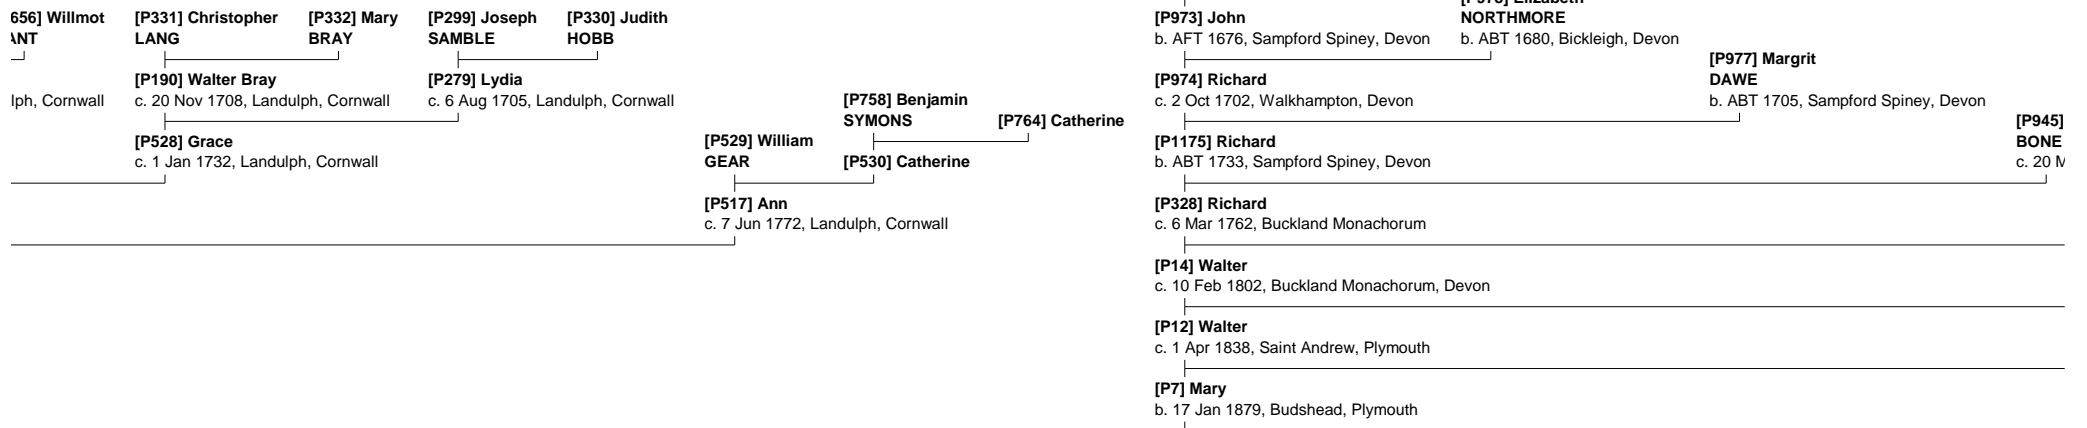 [P331] Christopher
LANG
[P332] Mary
BRAY
[P299] Joseph
SAMBLE
[P330] Judith
HOBB
656] Willmot
[P190] Walter Bray
c. 20 Nov 1708, Landulph, Cornwall
[P279] Lydia
c. 6 Aug 1705, Landulph, Cornwall
lph, Cornwall
[P528] Grace
c. 1 Jan 1732, Landulph, Cornwall
[P529] William
GEAR
[P758] Benjamin
SYMONS
[P764] Catherine
[P530] Catherine
[P517] Ann
c. 7 Jun 1772, Landulph, Cornwall
[P973] John
b. AFT 1676, Sampford Spiney, Devon
NORTHMORE
b. ABT 1680, Bickleigh, Devon
[P974] Richard
c. 2 Oct 1702, Walkhampton, Devon
[P977] Margrit
DAWE
b. ABT 1705, Sampford Spiney, Devon
[P1175] Richard
b. ABT 1733, Sampford Spiney, Devon
[P945]
BONE
c. 20 M
[P328] Richard
c. 6 Mar 1762, Buckland Monachorum
[P14] Walter
c. 10 Feb 1802, Buckland Monachorum, Devon
[P12] Walter
c. 1 Apr 1838, Saint Andrew, Plymouth
[P7] Mary
b. 17 Jan 1879, Budshead, Plymouth